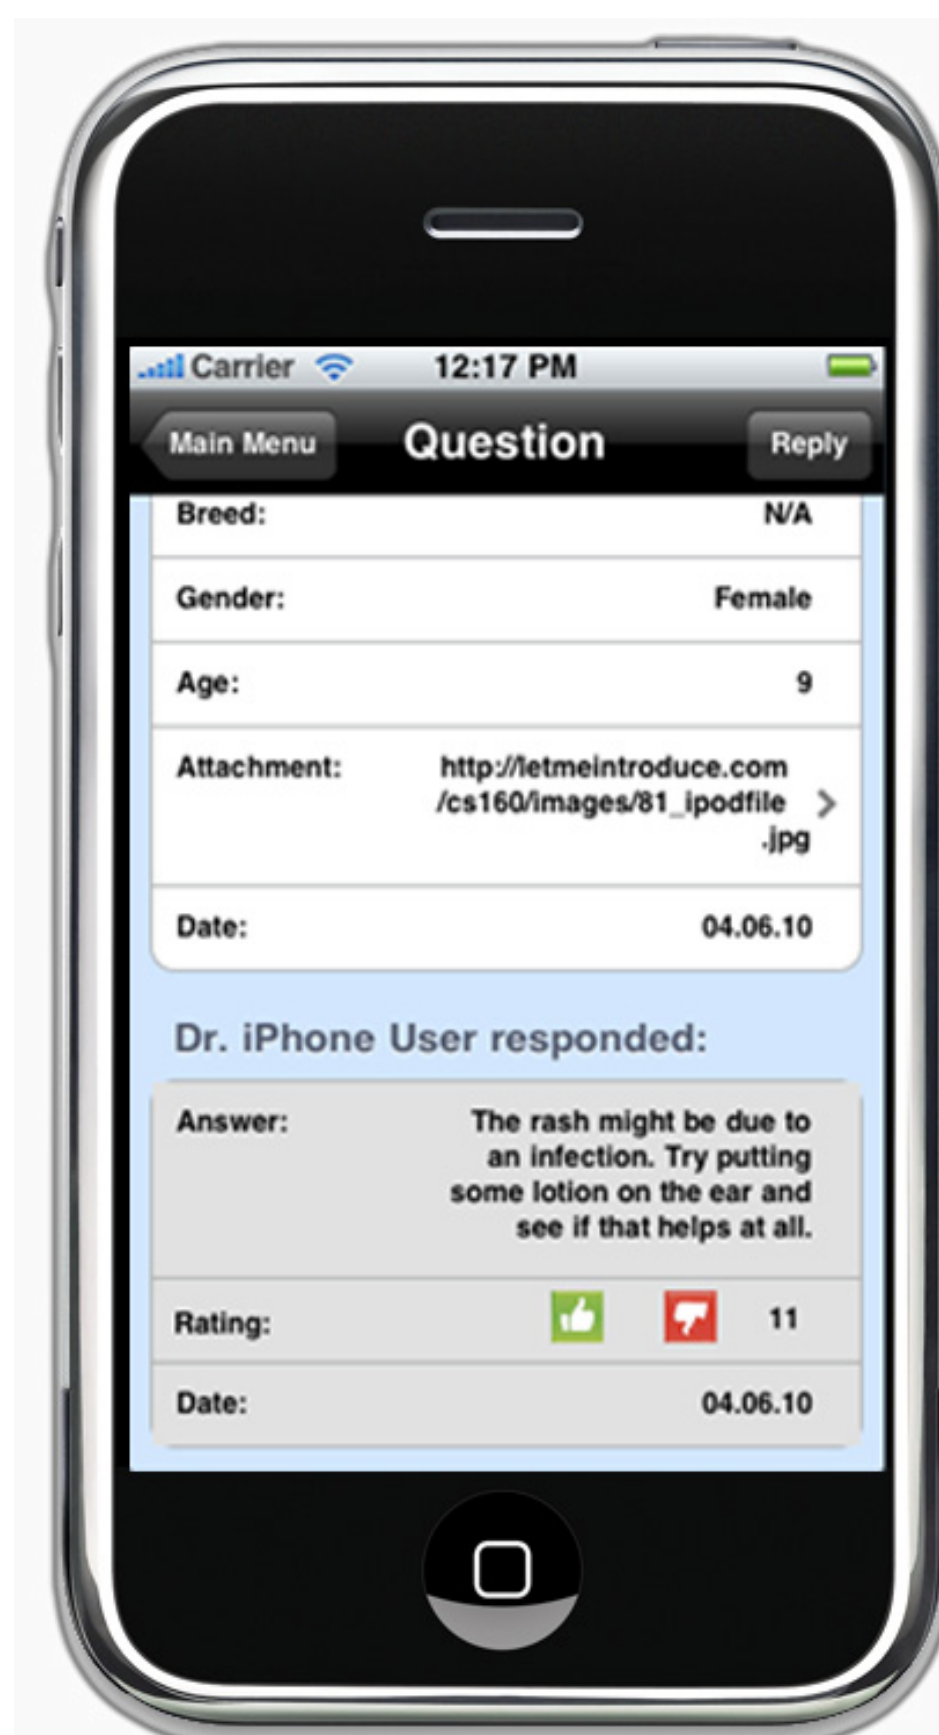 Carrier 12:17 PM
Main Menu Question Reply
Breed: N/A
Gender: Female
Age: 9
Attachment: http://letmeintroduce.com
/cs160/images/81_ipodfile
.jpg
Date: 04.06.10
Dr. iPhone User responded:
Answer: The rash might be due to
an infection. Try putting
some lotion on the ear and
see if that helps at all.
Rating: 11
Date: 04.06.10